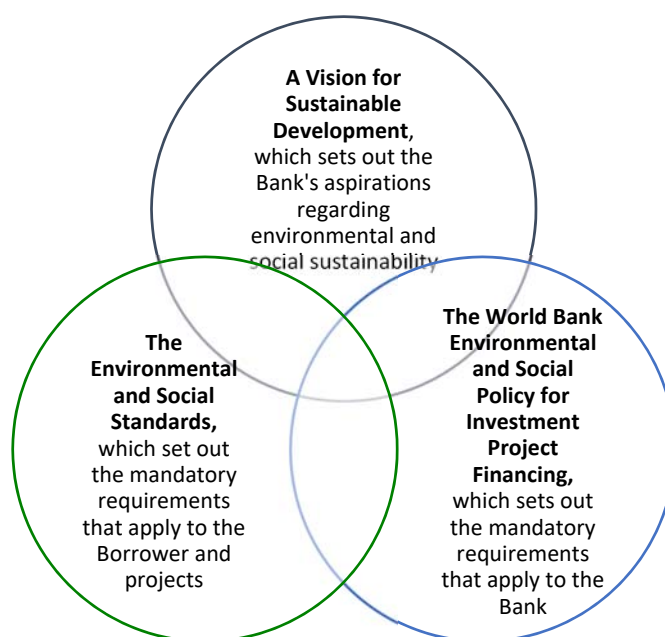 A Vision for
Sustainable
Development,
which sets out the
Bank's aspirations
regarding
environmental and
social sustainability
The
Environmental
and Social
Standards,
which set out
the mandatory
requirements
that apply to the
Borrower and
projects
The World Bank
Environmental
and Social
Policy for
Investment
Project
Financing,
which sets out
the mandatory
requirements
that apply to the
Bank